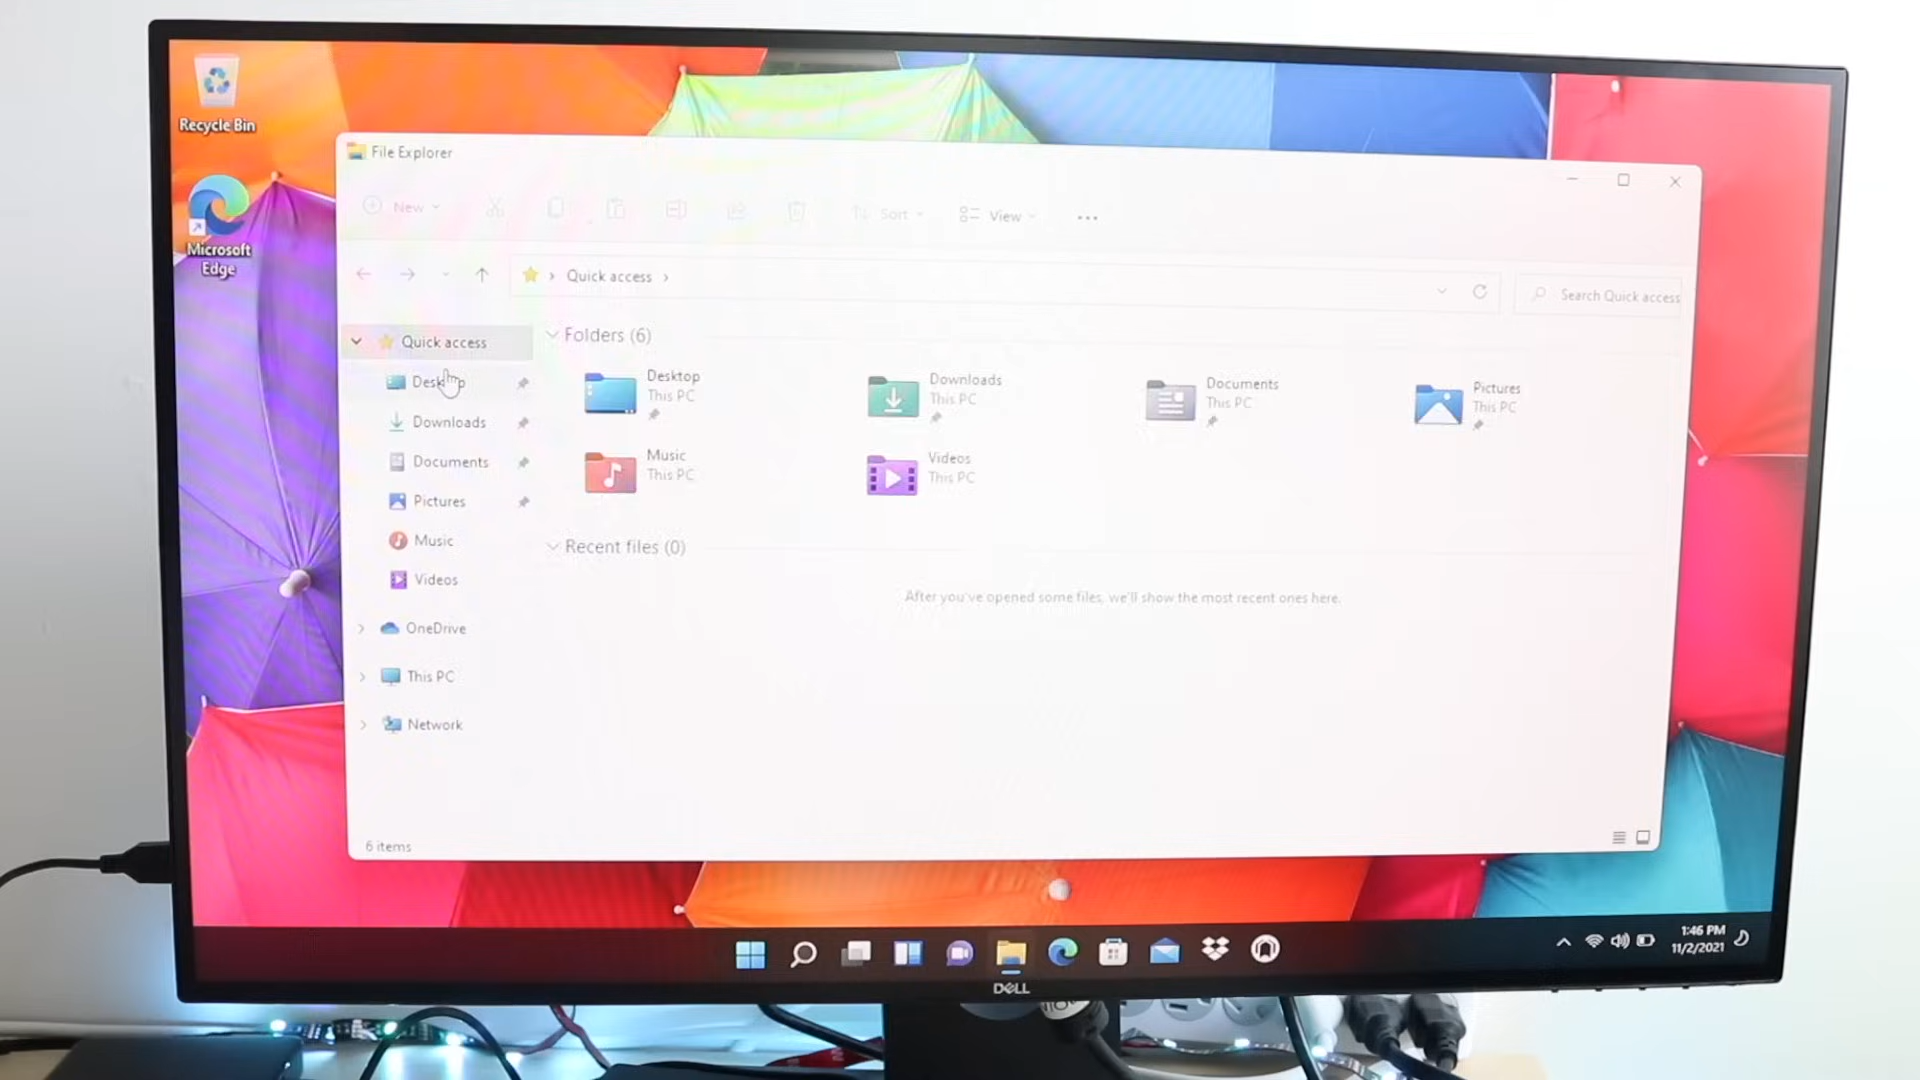 Recycle Bin
Microsoft
Edge
File Explorer
New
Sort
View
Quick access
Search Quick access
Quick access
Desktop
Downloads
Documents
Pictures
Music
Videos
OneDrive
This PC
Network
Folders (6)
Desktop
This PC
Downloads
This PC
Documents
This PC
Pictures
This PC
Music
This PC
Videos
This PC
Recent files (0)
After you've opened some files, we'll show the most recent ones here.
6 items
1:46 PM
11/2/2021
DELL